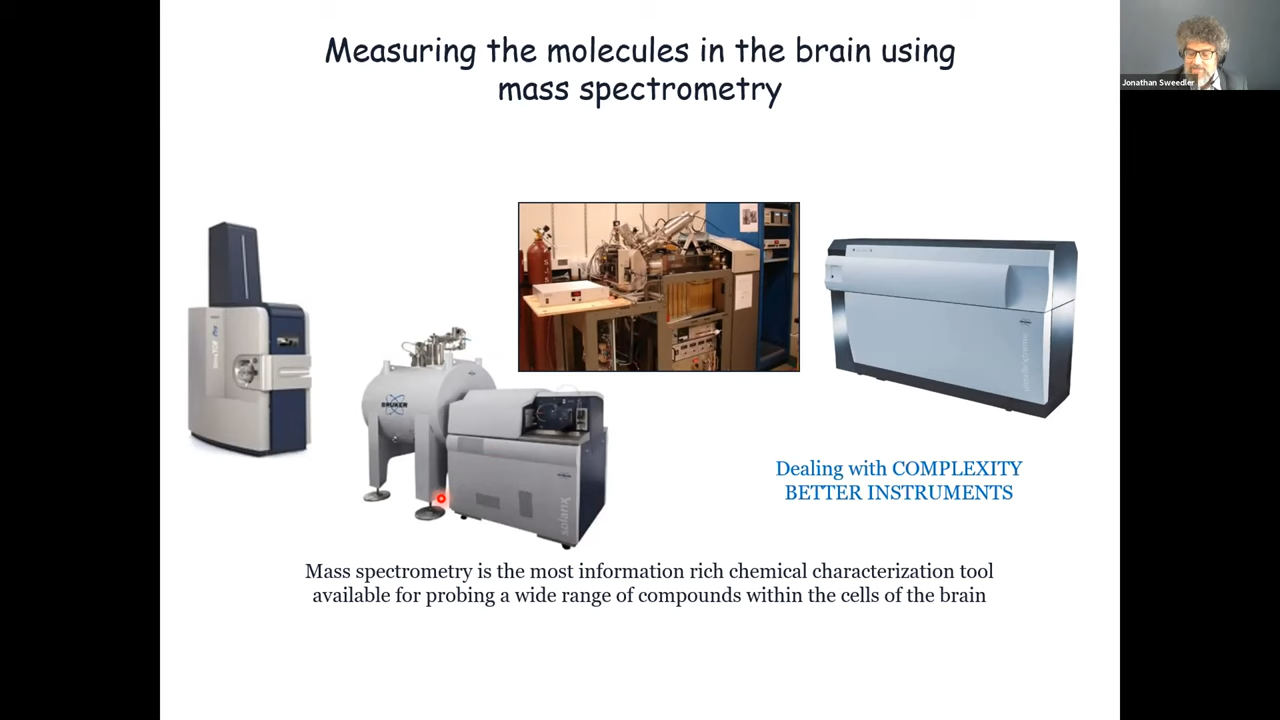 Measuring the molecules in the brain using
mass spectrometry
Jonathan Sweedler
BRUKER
solariX
Dealing with COMPLEXITY
BETTER INSTRUMENTS
Mass spectrometry is the most information rich chemical characterization tool
available for probing a wide range of compounds within the cells of the brain